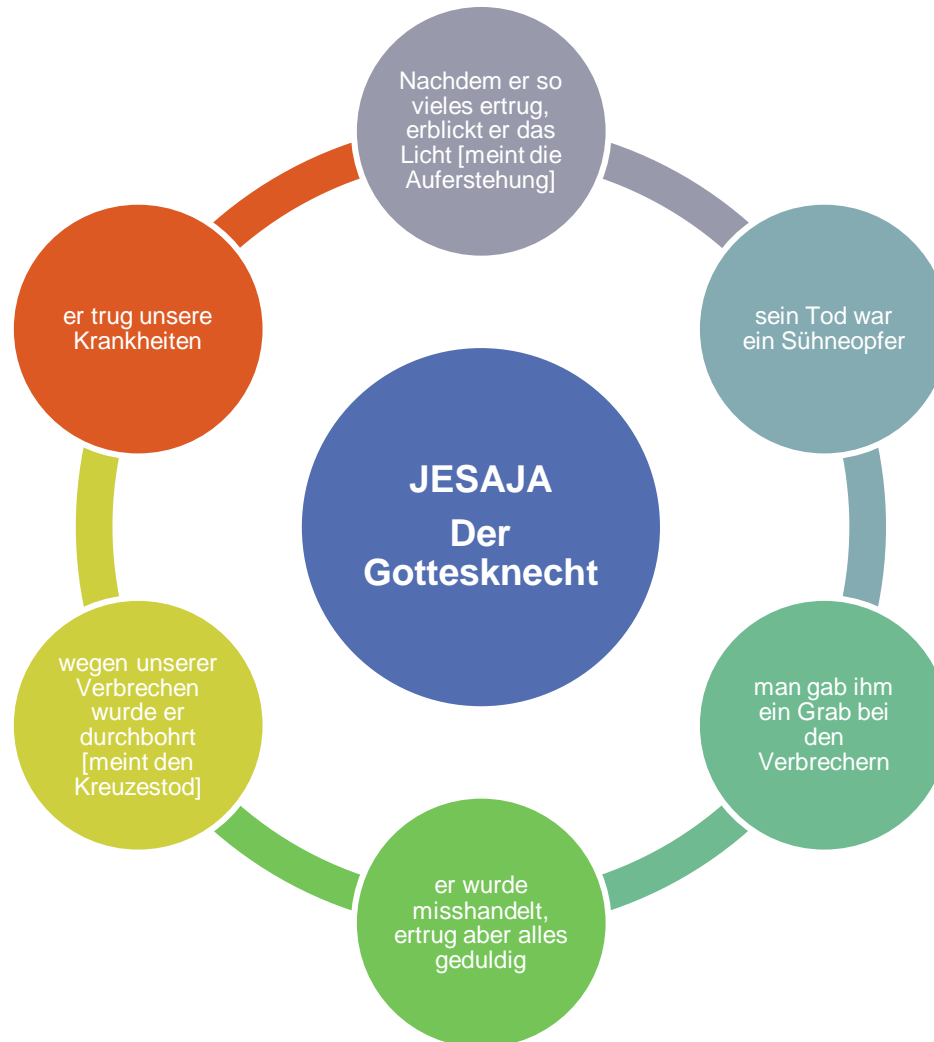 Nachdem er so
vieles ertrug,
erblickt er das
Licht [meint die
Auferstehung]
sein Tod war
ein Sühneopfer
man gab ihm
ein Grab bei
den
Verbrechern
er wurde
misshandelt,
ertrug aber alles
geduldig
wegen unserer
Verbrechen
wurde er
durchbohrt
[meint den
Kreuzestod]
er trug unsere
Krankheiten
JESAJA
Der
Gottesknecht